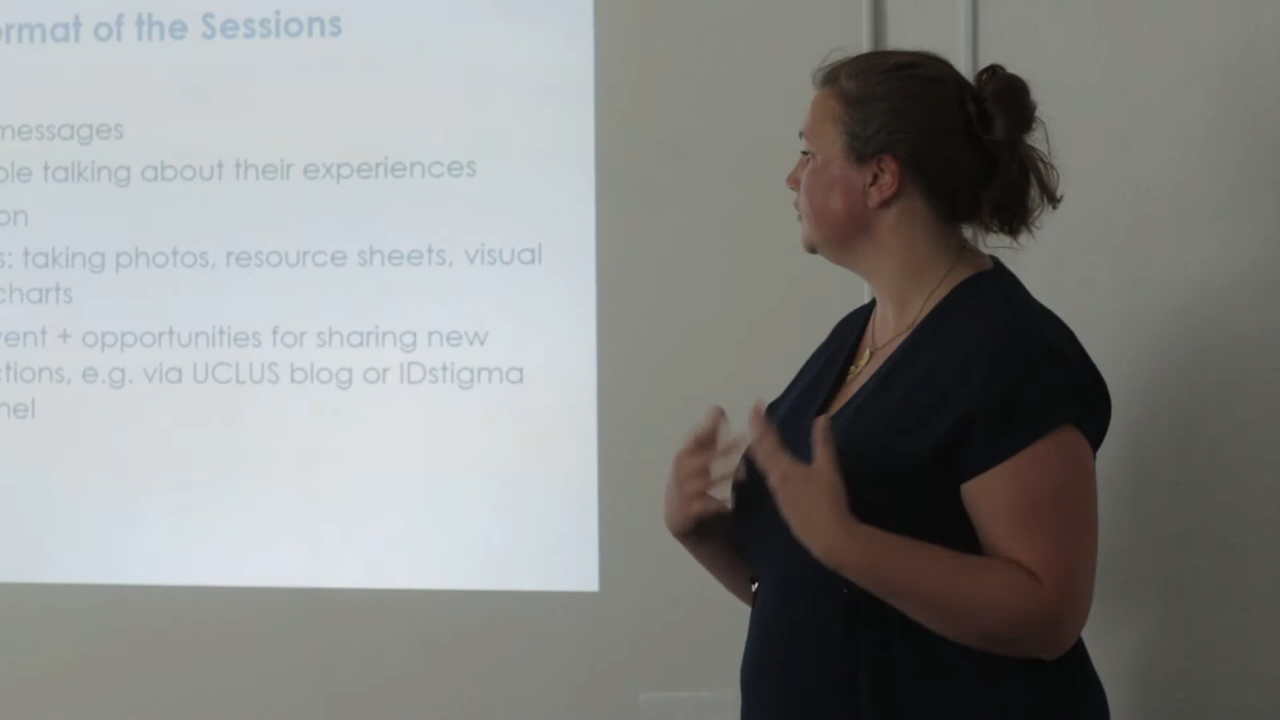 ormat of the Sessions
messages
ple talking about their experiences
on
s: taking photos, resource sheets, visual
charts
vent + opportunities for sharing new
ctions, e.g. via UCLUS blog or IDstigma
nel